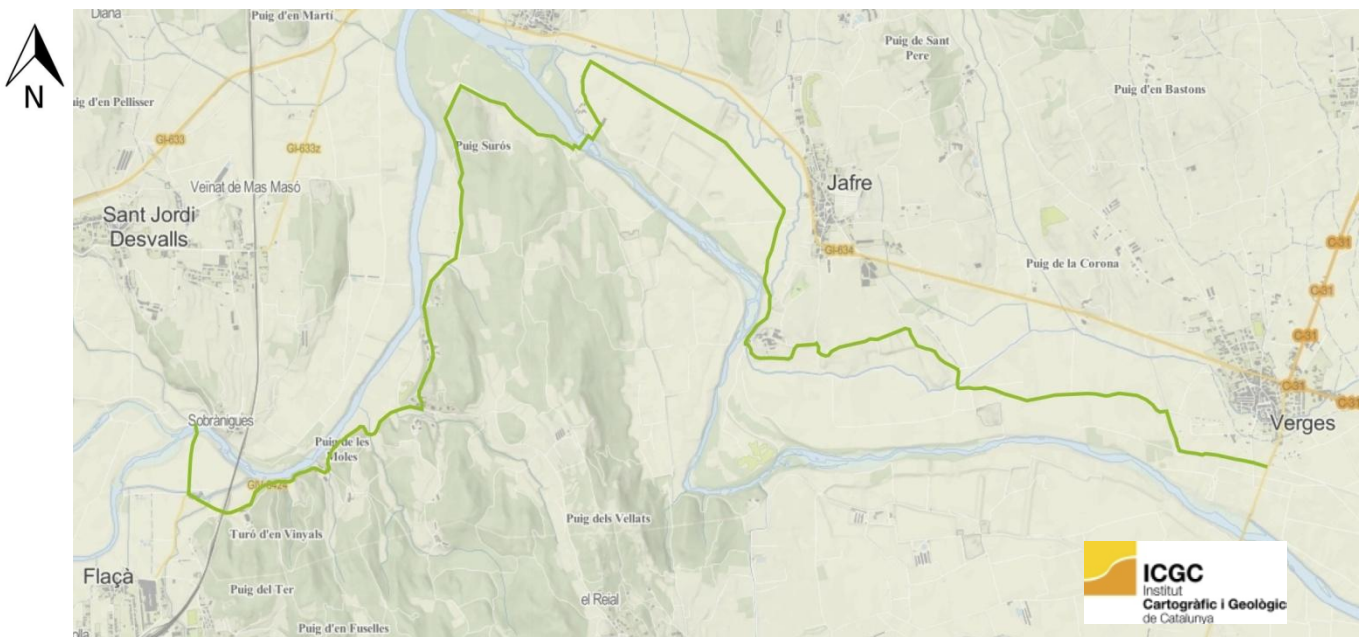 Diana
Puig d'en Martí
N
Puig de Sant
Pere
Puig d'en Bastons
uig d'en Pellisser
GI-633
GI-633z
Puig Surós
Veïnat de Mas Masó
Jafre
Sant Jordi
Desvalls
GI-634
Puig de la Corona
C-31
C-31
C-31
C-31
C-31
Verges
Sobrànigues
Puig de les
Moles
Turó d'en Vinyals
Puig dels Vellats
Flaçà
Puig del Ter
el Reial
Puig d'en Fuselles
olla
ICGC
Institut
Cartogràfic i Geològic
de Catalunya